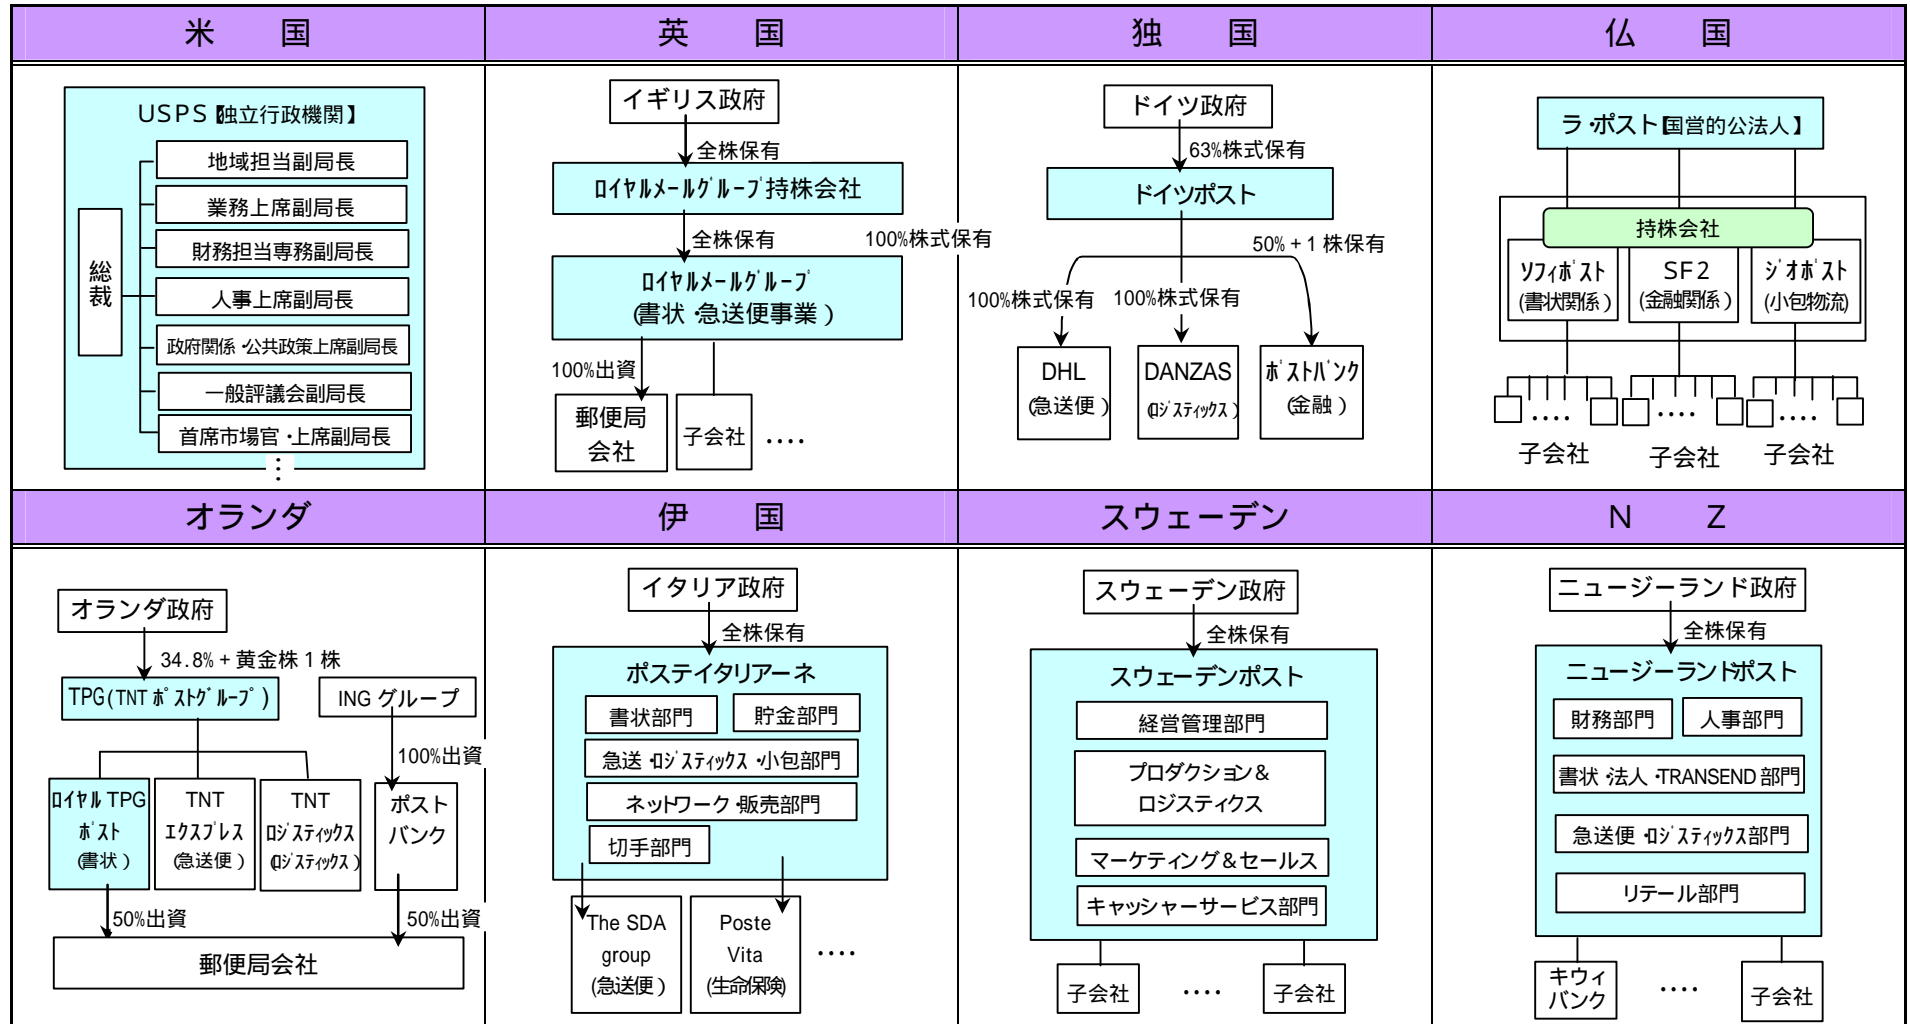 米　国
USPS【独立行政機関】
総裁
地域担当副局長
業務上席副局長
財務担当専務副局長
人事上席副局長
政府関係・公共政策上席副局長
一般評議会副局長
首席市場官・上席副局長
⋮
英　国
イギリス政府
全株保有
ロイヤルメールグループ持株会社
全株保有
ロイヤルメールグループ
(書状・急送便事業)
100%出資
郵便局
会社
子会社
‥‥
独　国
ドイツ政府
63%株式保有
ドイツポスト
100%株式保有
50%+1株保有
100%株式保有
100%株式保有
DHL
(急送便)
DANZAS
(ロジスティックス)
ポストバンク
(金融)
仏　国
ラ・ポスト【国営的公法人】
持株会社
ソフィポスト
(書状関係)
SF2
(金融関係)
ジオポスト
(小包物流)
‥‥
‥‥
‥‥
子会社
子会社
子会社
オランダ
オランダ政府
34.8%+黄金株1株
TPG(TNTポストグループ)
INGグループ
100%出資
ロイヤルTPG
ポスト
(書状)
TNT
エクスプレス
(急送便)
TNT
ロジスティックス
(ロジスティックス)
ポスト
バンク
50%出資
50%出資
郵便局会社
伊　国
イタリア政府
全株保有
ポステイタリアーネ
書状部門
貯金部門
急送・ロジスティックス・小包部門
ネットワーク・販売部門
切手部門
The SDA
group
(急送便)
Poste
Vita
(生命保険)
‥‥
スウェーデン
スウェーデン政府
全株保有
スウェーデンポスト
経営管理部門
プロダクション&
ロジスティクス
マーケティング&セールス
キャッシャーサービス部門
子会社
‥‥
子会社
N　Z
ニュージーランド政府
全株保有
ニュージーランドポスト
財務部門
人事部門
書状・法人・TRANSEND部門
急送便・ロジスティックス部門
リテール部門
キウィ
バンク
‥‥
子会社